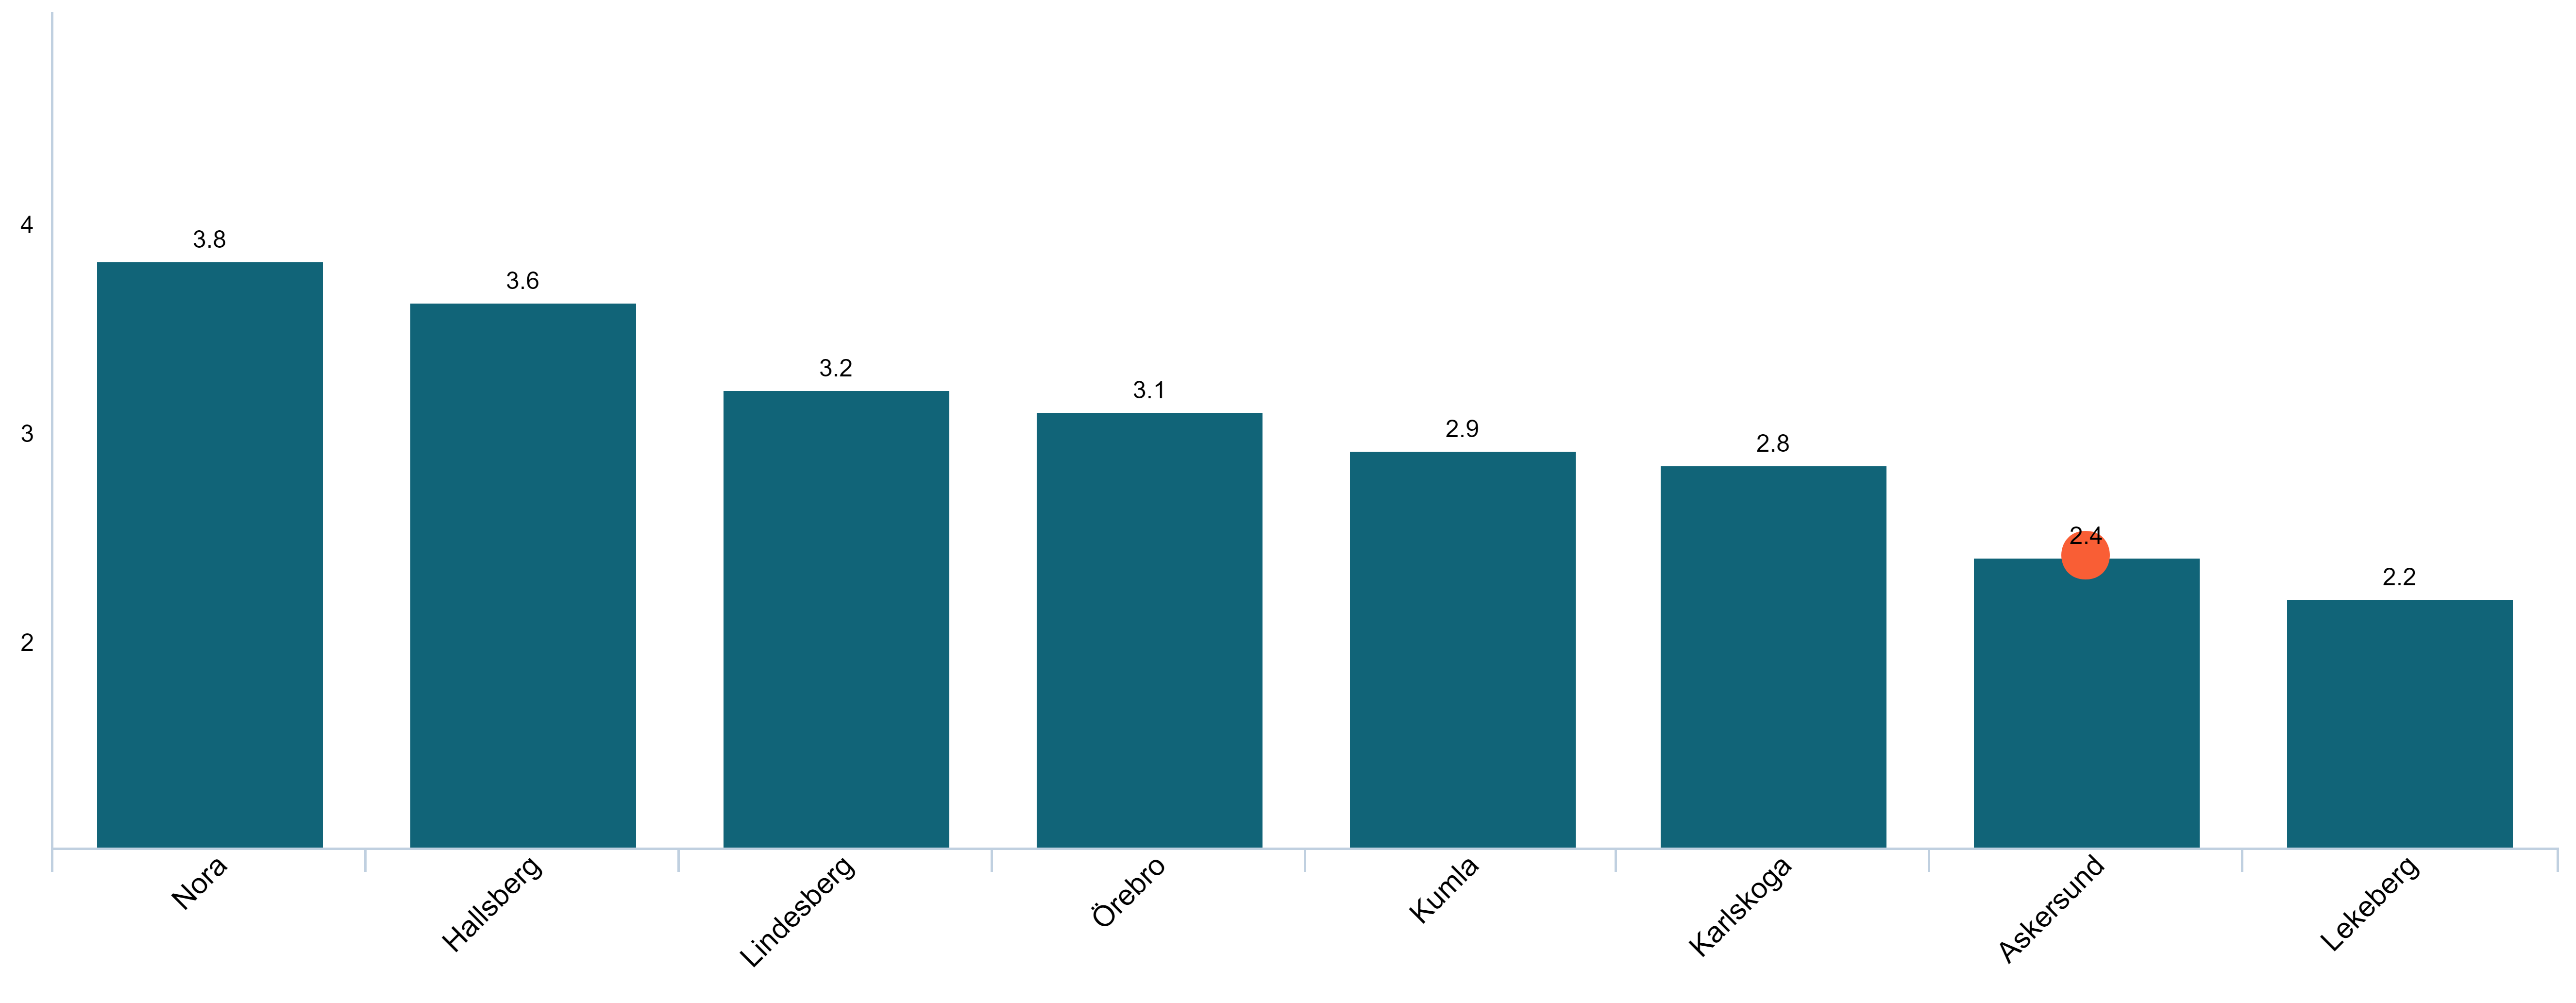 4
3
2
3.8
3.6
3.2
3.1
2.9
2.8
2.4
2.2
Nora
Hallsberg
Lindesberg
Örebro
Kumla
Karlskoga
Askersund
Lekeberg